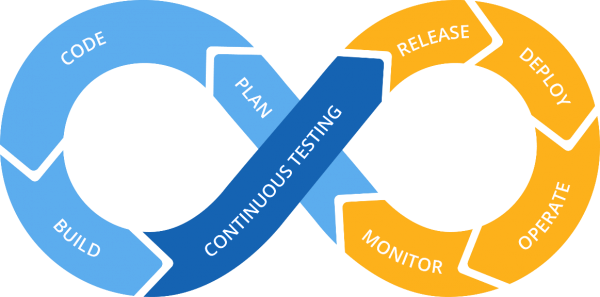 CODE
PLAN
BUILD
CONTINUOUS TESTING
RELEASE
DEPLOY
OPERATE
MONITOR